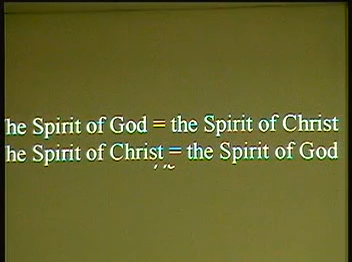 he Spirit of God = the Spirit of Christ
he Spirit of Christ = the Spirit of God